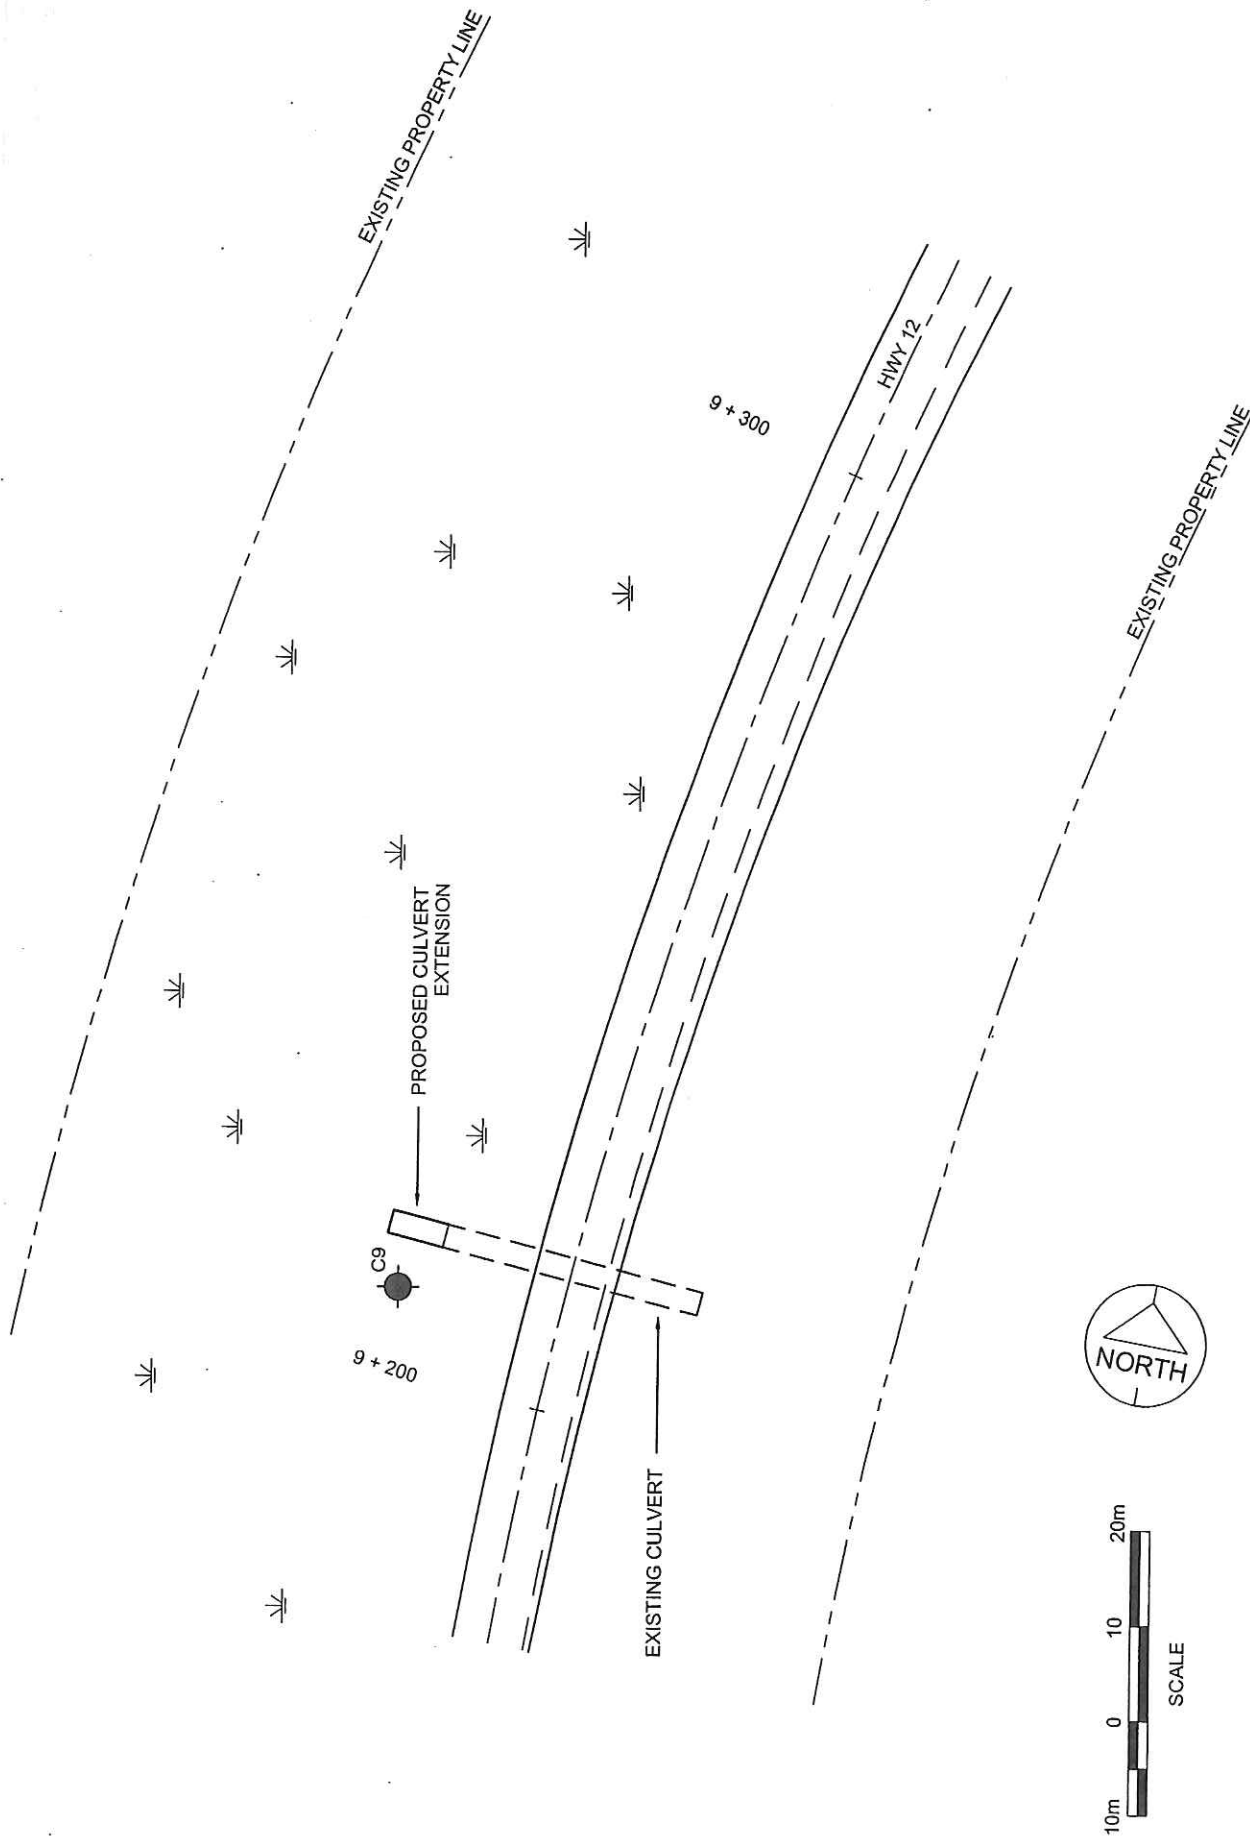 EXISTING PROPERTY LINE
HWY 12
9 + 300
EXISTING PROPERTY LINE
PROPOSED CULVERT
EXTENSION
C9
9 + 200
EXISTING CULVERT
NORTH
10m 0 10 20m
SCALE